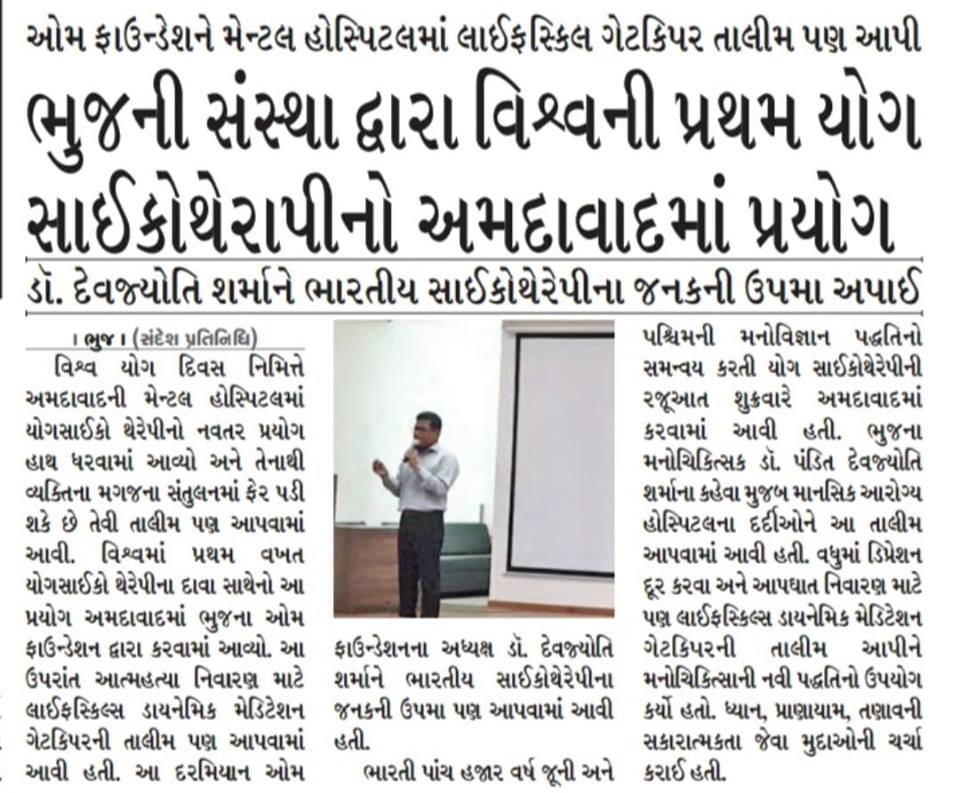 ઓમ ફાઉન્ડેશને મેન્ટલ હોસ્પિટલમાં લાઈફસ્કિલ ગેટકિપર તાલીમ પણ આપી
ભુજની સંસ્થા દ્વારા વિશ્વની પ્રથમ યોગ
સાઈકોથેરાપીનો અમદાવાદમાં પ્રયોગ
ડૉ. દેવજ્યોતિ શર્માને ભારતીય સાઈકોથેરેપીના જનકની ઉપમા અપાઈ
। ભુજ । (સંદેશ પ્રતિનિધિ)
વિશ્વ યોગ દિવસ નિમિત્તે
અમદાવાદની મેન્ટલ હોસ્પિટલમાં
યોગસાઈકો થેરેપીનો નવતર પ્રયોગ
હાથ ધરવામાં આવ્યો અને તેનાથી
વ્યક્તિના મગજના સંતુલનમાં ફેર પડી
શકે છે તેવી તાલીમ પણ આપવામાં
આવી. વિશ્વમાં પ્રથમ વખત
યોગસાઈકો થેરેપીના દાવા સાથેનો આ
પ્રયોગ અમદાવાદમાં ભુજના ઓમ
ફાઉન્ડેશન દ્વારા કરવામાં આવ્યો. આ
ઉપરાંત આત્મહત્યા નિવારણ માટે
લાઈફસ્કિલ્સ ડાયનેમિક મેડિટેશન
ગેટકિપરની તાલીમ પણ આપવામાં
આવી હતી. આ દરમિયાન ઓમ
ફાઉન્ડેશનના અધ્યક્ષ ડૉ. દેવજ્યોતિ
શર્માને ભારતીય સાઈકોથેરેપીના
જનકની ઉપમા પણ આપવામાં આવી
હતી.
ભારતી પાંચ હજાર વર્ષ જૂની અને
પશ્ચિમની મનોવિજ્ઞાન પદ્ધતિનો
સમન્વય કરતી યોગ સાઈકોથેરેપીની
રજૂઆત શુક્રવારે અમદાવાદમાં
કરવામાં આવી હતી. ભુજના
મનોચિકિત્સક ડૉ. પંડિત દેવજ્યોતિ
શર્માના કહેવા મુજબ માનસિક આરોગ્ય
હોસ્પિટલના દર્દીઓને આ તાલીમ
આપવામાં આવી હતી. વધુમાં ડિપ્રેશન
દૂર કરવા અને આપઘાત નિવારણ માટે
પણ લાઈફસ્કિલ્સ ડાયનેમિક મેડિટેશન
ગેટકિપરની તાલીમ આપીને
મનોચિકિત્સાની નવી પદ્ધતિનો ઉપયોગ
કર્યો હતો. ધ્યાન, પ્રાણાયામ, તણાવની
સકારાત્મકતા જેવા મુદાઓની ચર્ચા
કરાઈ હતી.